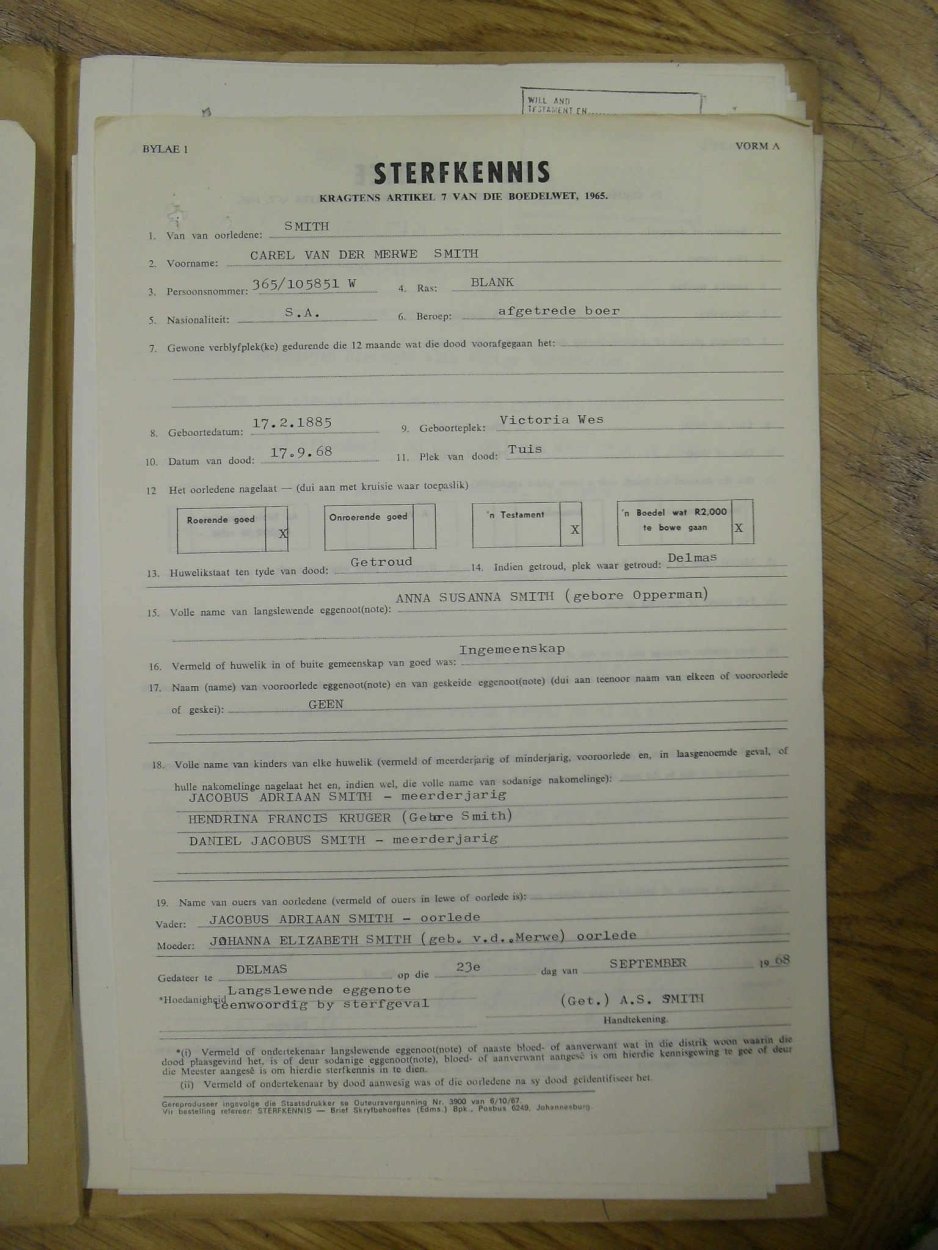 WILL AND
TESTAMENT EN
BYLAE 1 VORM A
STERFKENNIS
KRAGTENS ARTIKEL 7 VAN DIE BOEDELWET, 1965.
1. Van van oorledene: SMITH
2. Voorname: CAREL VAN DER MERWE SMITH
3. Persoonsnommer: 365/105851 W 4. Ras: BLANK
5. Nasionaliteit: S.A. 6. Beroep: afgetrede boer
7. Gewone verblyfplek(ke) gedurende die 12 maande wat die dood voorafgegaan het:
8. Geboortedatum: 17.2.1885 9. Geboorteplek: Victoria Wes
10. Datum van dood: 17.9.68 11. Plek van dood: Tuis
12 Het oorledene nagelaat — (dui aan met kruisie waar toepaslik)
Roerende goed X Onroerende goed 'n Testament X 'n Boedel wat R2,000 te bowe gaan X
13. Huwelikstaat ten tyde van dood: Getroud 14. Indien getroud, plek waar getroud: Delmas
15. Volle name van langslewende eggenoot(note): ANNA SUSANNA SMITH (gebore Opperman)
16. Vermeld of huwelik in of buite gemeenskap van goed was: Ingemeenskap
17. Naam (name) van vooroorlede eggenoot(note) en van geskeide eggenoot(note) (dui aan teenoor naam van elkeen of vooroorlede
of geskei): GEEN
18. Volle name van kinders van elke huwelik (vermeld of meerderjarig of minderjarig, vooroorlede en, in laasgenoemde geval, of
hulle nakomelinge nagelaat het en, indien wel, die volle name van sodanige nakomelinge):
JACOBUS ADRIAAN SMITH - meerderjarig
HENDRINA FRANCIS KRUGER (Gebre Smith)
DANIEL JACOBUS SMITH - meerderjarig
19. Name van ouers van oorledene (vermeld of ouers in lewe of oorlede is):
Vader: JACOBUS ADRIAAN SMITH - oorlede
Moeder: JOHANNA ELIZABETH SMITH (geb. v.d..Merwe) oorlede
Gedateer te DELMAS op die 23e dag van SEPTEMBER 19 68
Langslewende eggenote
*Hoedanigheid teenwoordig by sterfgeval (Get.) A.S. SMITH
Handtekening.
*(i) Vermeld of ondertekenaar langslewende eggenoot(note) of naaste bloed- of aanverwant wat in die distrik woon waarin die
dood plaasgevind het, is of deur sodanige eggenoot(note), bloed- of aanverwant aangesê is om hierdie kennisgewing te gee of deur
die Meester aangesê is om hierdie sterfkennis in te dien.
(ii) Vermeld of ondertekenaar by dood aanwesig was of die oorledene na sy dood geïdentifiseer het.
Gereproduseer ingevolge die Staatsdrukker se Outeursvergunning Nr. 3900 van 6/10/67.
Vir bestelling refereer: STERFKENNIS — Brief Skryfbehoeftes (Edms.) Bpk., Posbus 6249, Johannesburg.